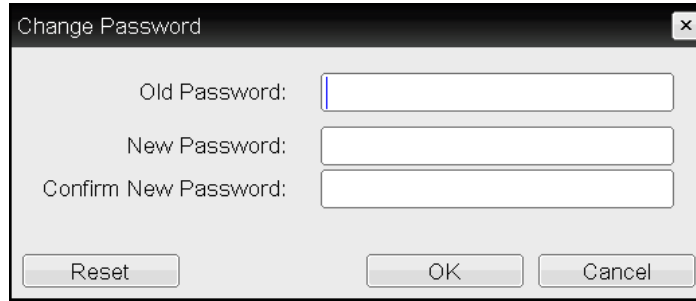 Change Password
Old Password:
New Password:
Confirm New Password:
Reset OK Cancel